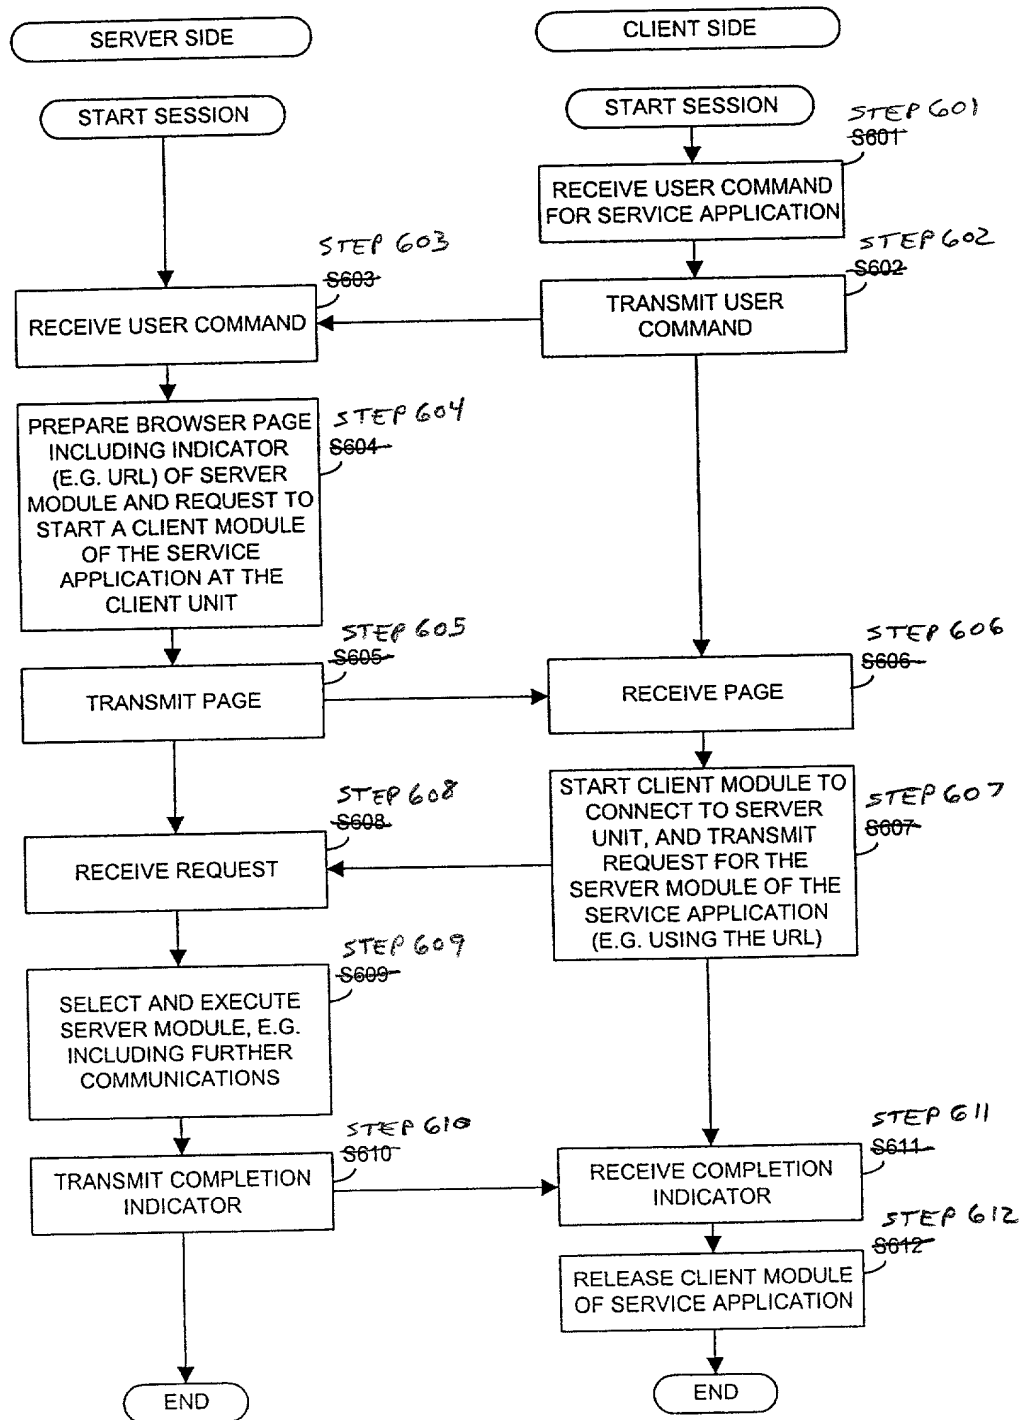 SERVER SIDE
CLIENT SIDE
START SESSION
START SESSION
STEP 601
S601
RECEIVE USER COMMAND
FOR SERVICE APPLICATION
STEP 602
S602
TRANSMIT USER
COMMAND
STEP 603
S603
RECEIVE USER COMMAND
STEP 604
S604
PREPARE BROWSER PAGE
INCLUDING INDICATOR
(E.G. URL) OF SERVER
MODULE AND REQUEST TO
START A CLIENT MODULE
OF THE SERVICE
APPLICATION AT THE
CLIENT UNIT
STEP 605
S605
TRANSMIT PAGE
STEP 606
S606
RECEIVE PAGE
STEP 607
S607
START CLIENT MODULE TO
CONNECT TO SERVER
UNIT, AND TRANSMIT
REQUEST FOR THE
SERVER MODULE OF THE
SERVICE APPLICATION
(E.G. USING THE URL)
STEP 608
S608
RECEIVE REQUEST
STEP 609
S609
SELECT AND EXECUTE
SERVER MODULE, E.G.
INCLUDING FURTHER
COMMUNICATIONS
STEP 610
S610
TRANSMIT COMPLETION
INDICATOR
STEP 611
S611
RECEIVE COMPLETION
INDICATOR
STEP 612
S612
RELEASE CLIENT MODULE
OF SERVICE APPLICATION
END
END